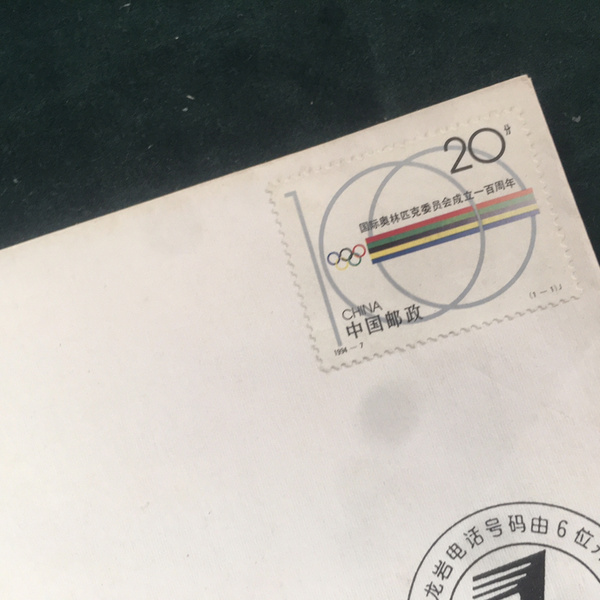 20分
国际奥林匹克委员会成立一百周年
CHINA
中国邮政
1994-7
(1-1)J
龙岩电话号码由6位